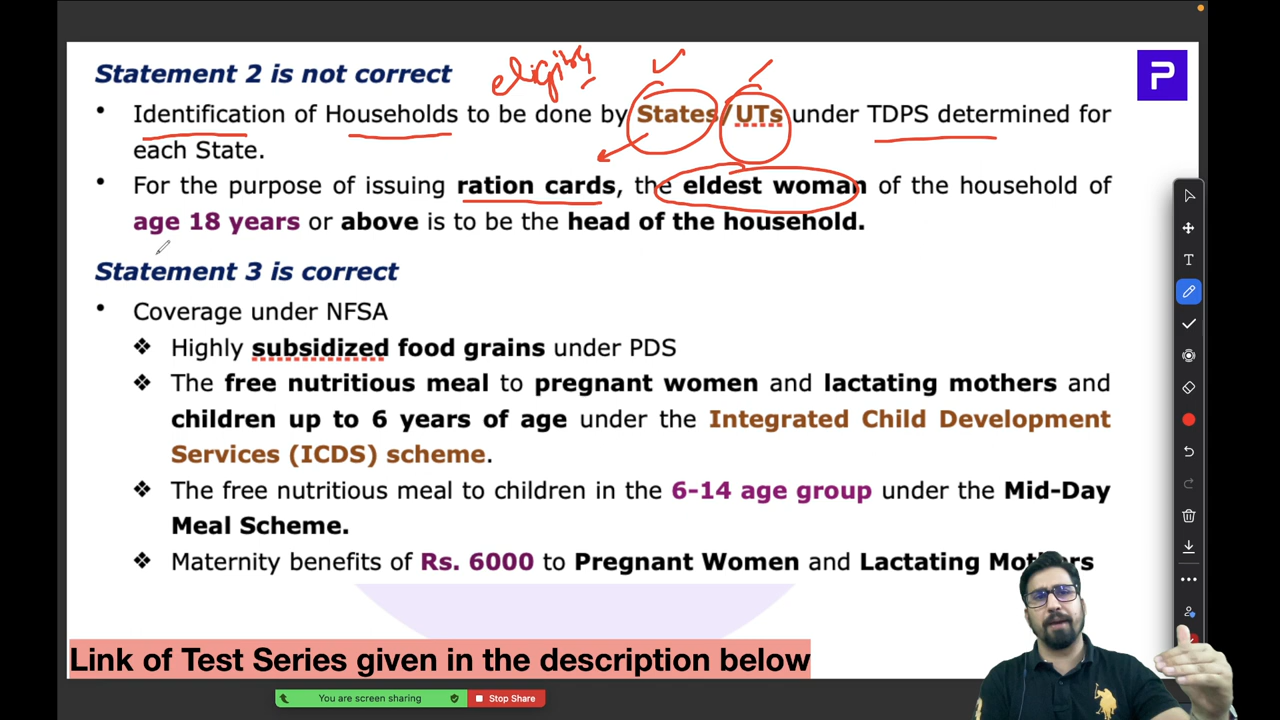 Statement 2 is not correct
• Identification of Households to be done by States/UTs under TDPS determined for
each State.
• For the purpose of issuing ration cards, the eldest woman of the household of
age 18 years or above is to be the head of the household.
Statement 3 is correct
• Coverage under NFSA
❖ Highly subsidized food grains under PDS
❖ The free nutritious meal to pregnant women and lactating mothers and
children up to 6 years of age under the Integrated Child Development
Services (ICDS) scheme.
❖ The free nutritious meal to children in the 6-14 age group under the Mid-Day
Meal Scheme.
❖ Maternity benefits of Rs. 6000 to Pregnant Women and Lactating Mothers
Link of Test Series given in the description below
You are screen sharing
Stop Share
P
T